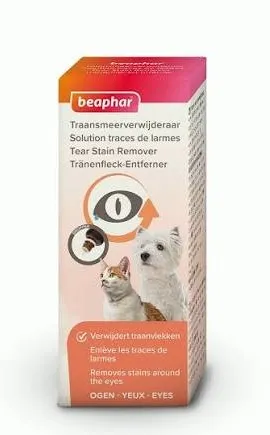 beaphar
Traansmeerverwijderaar
Solution traces de larmes
Tear Stain Remover
Tränenfleck-Entferner
Verwijdert traanvlekken
Enlève les traces de
larmes
Removes stains around
the eyes
OGEN - YEUX - EYES